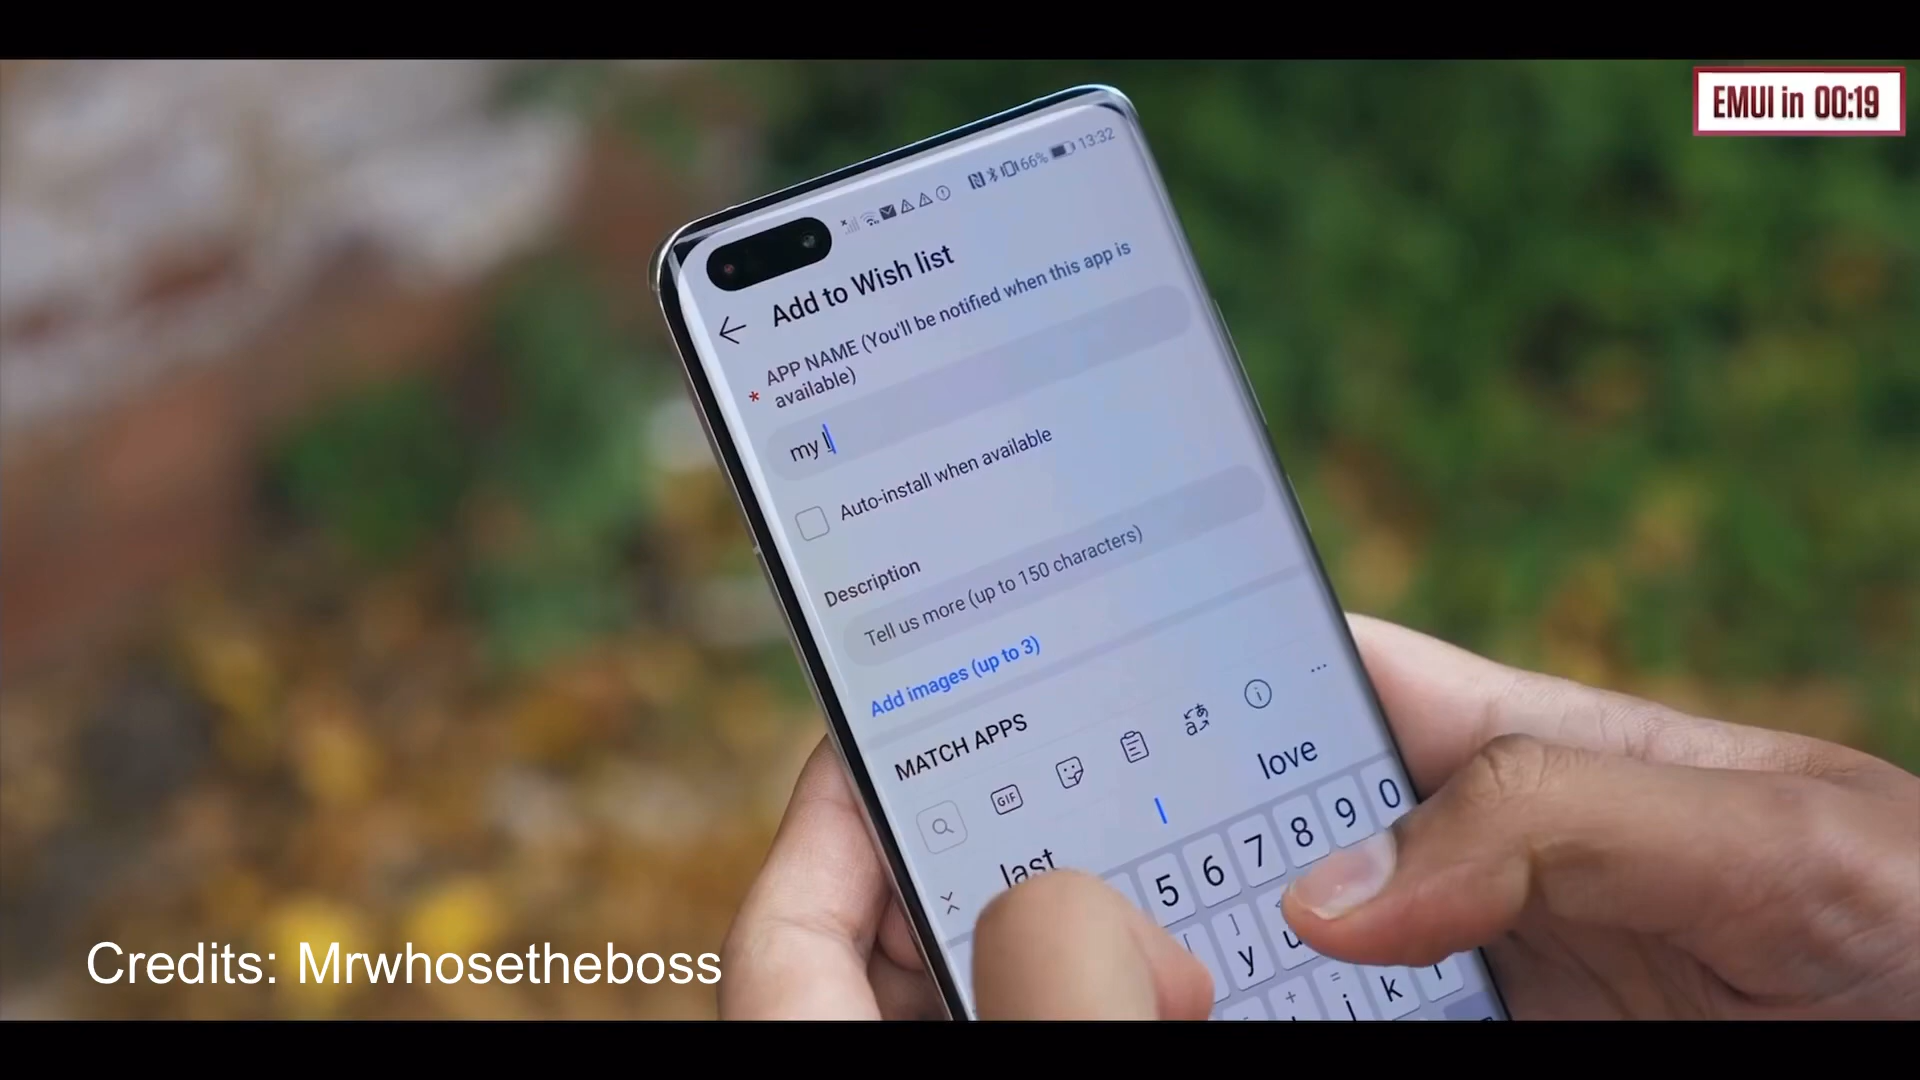 EMUI in 00:19
66% 13:32
Add to Wish list
* APP NAME (You'll be notified when this app is
available)
my l
Auto-install when available
Description
Tell us more (up to 150 characters)
Add images (up to 3)
MATCH APPS
GIF
last l love
5 6 7 8 9 0
y u
j k l
Credits: Mrwhosetheboss